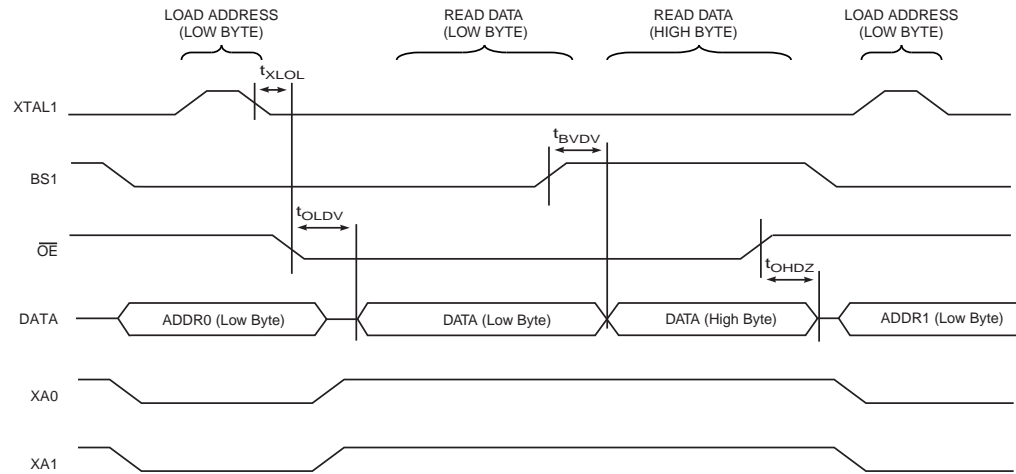 LOAD ADDRESS
(LOW BYTE)
READ DATA
(LOW BYTE)
READ DATA
(HIGH BYTE)
LOAD ADDRESS
(LOW BYTE)
tXLOL
XTAL1
tBVDV
BS1
tOLDV
OE
tOHDZ
DATA
ADDR0 (Low Byte)
DATA (Low Byte)
DATA (High Byte)
ADDR1 (Low Byte)
XA0
XA1